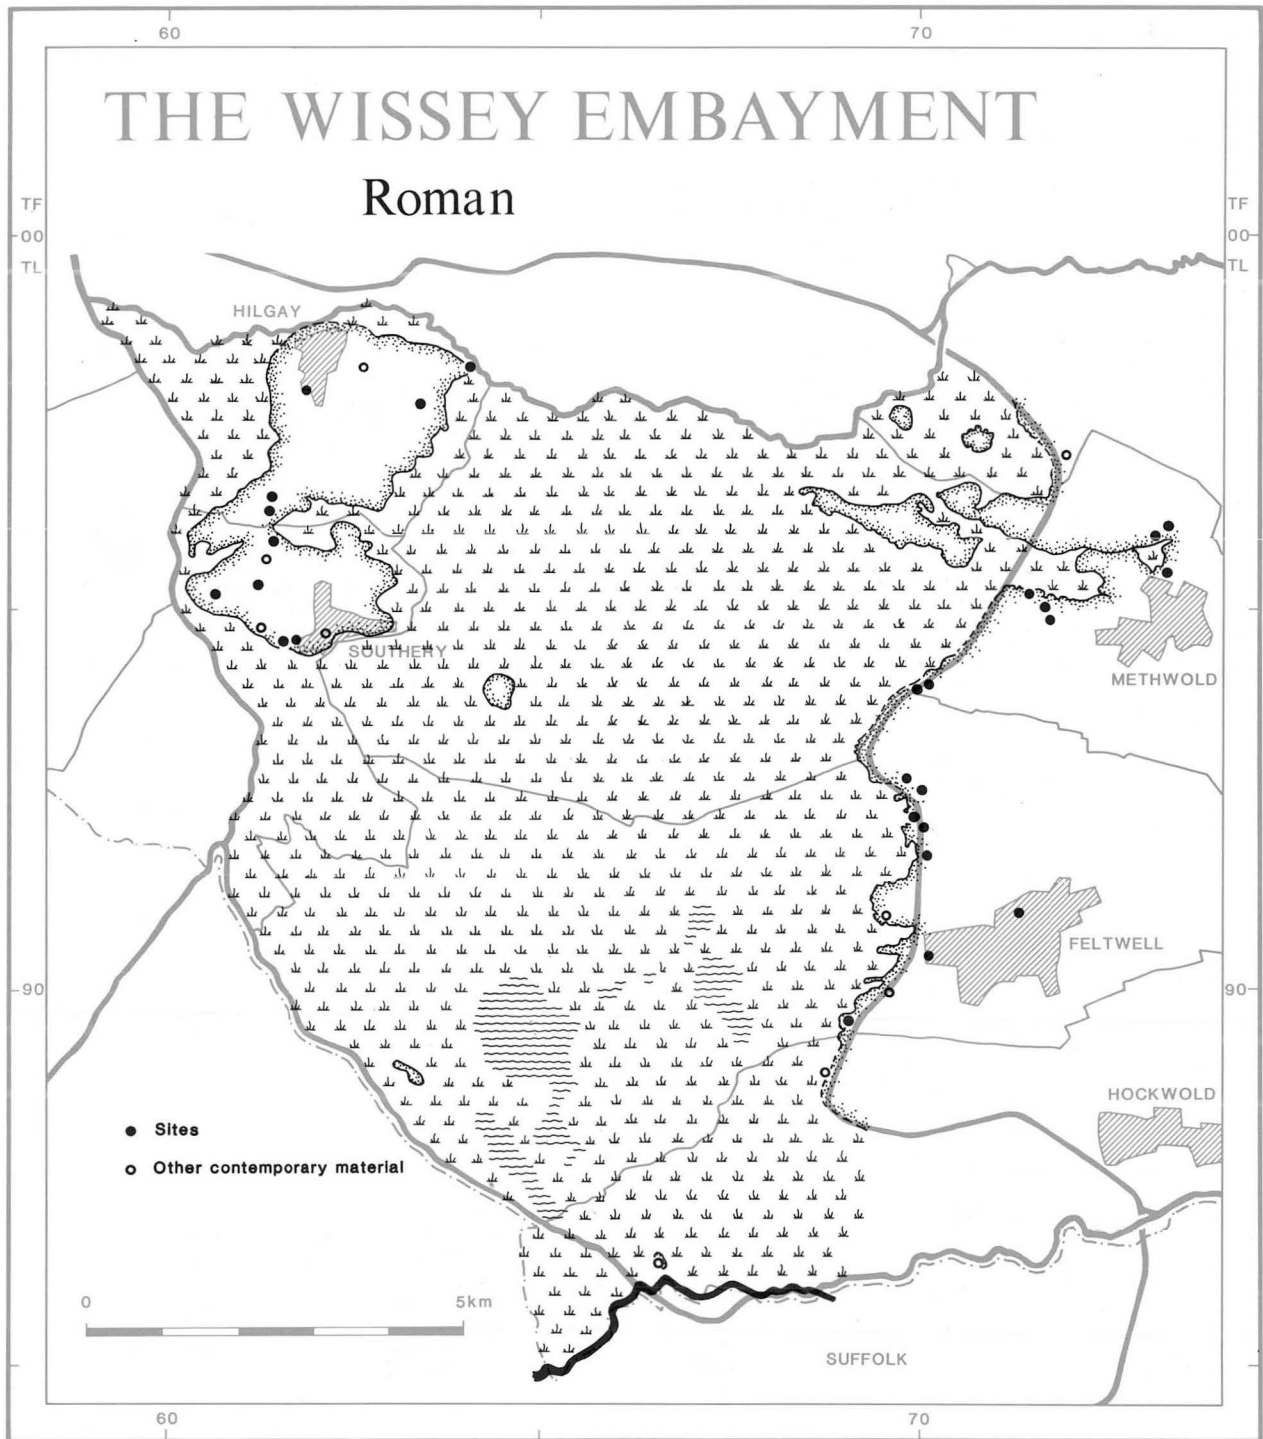 60 70
THE WISSEY EMBAYMENT
Roman
TF TF
00 00
TL TL
HILGAY
SOUTHERY
METHWOLD
FELTWELL
90 90
HOCKWOLD
Sites
Other contemporary material
0 5km
SUFFOLK
60 70